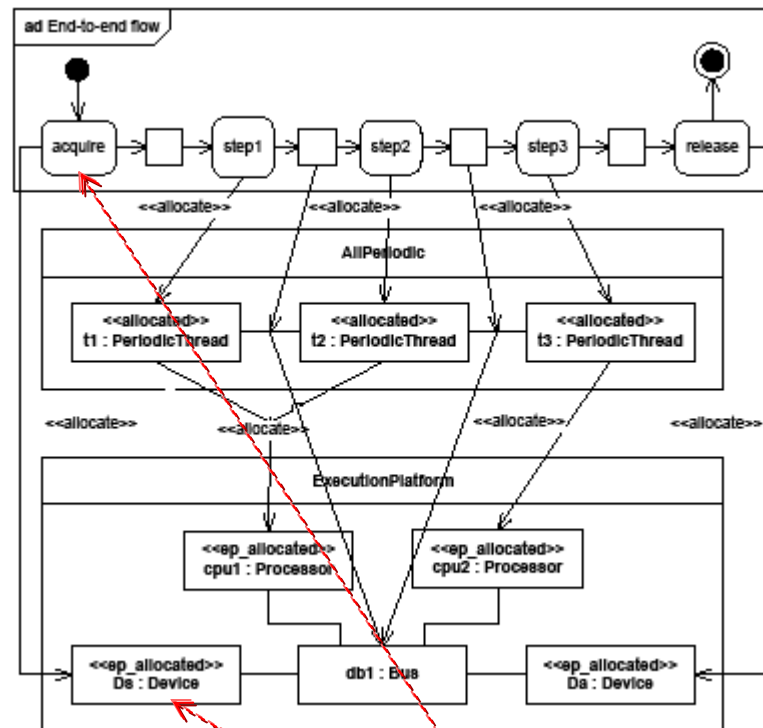 ad End-to-end flow
acquire
step1
step2
step3
release
<<allocate>>
<<allocate>>
<<allocate>>
AllPeriodic
<<allocated>>
t1 : PeriodicThread
<<allocated>>
t2 : PeriodicThread
<<allocated>>
t3 : PeriodicThread
<<allocate>>
<<allocate>>
<<allocate>>
<<allocate>>
ExecutionPlatform
<<ep_allocated>>
cpu1 : Processor
<<ep_allocated>>
cpu2 : Processor
<<ep_allocated>>
Ds : Device
db1 : Bus
<<ep_allocated>>
Da : Device